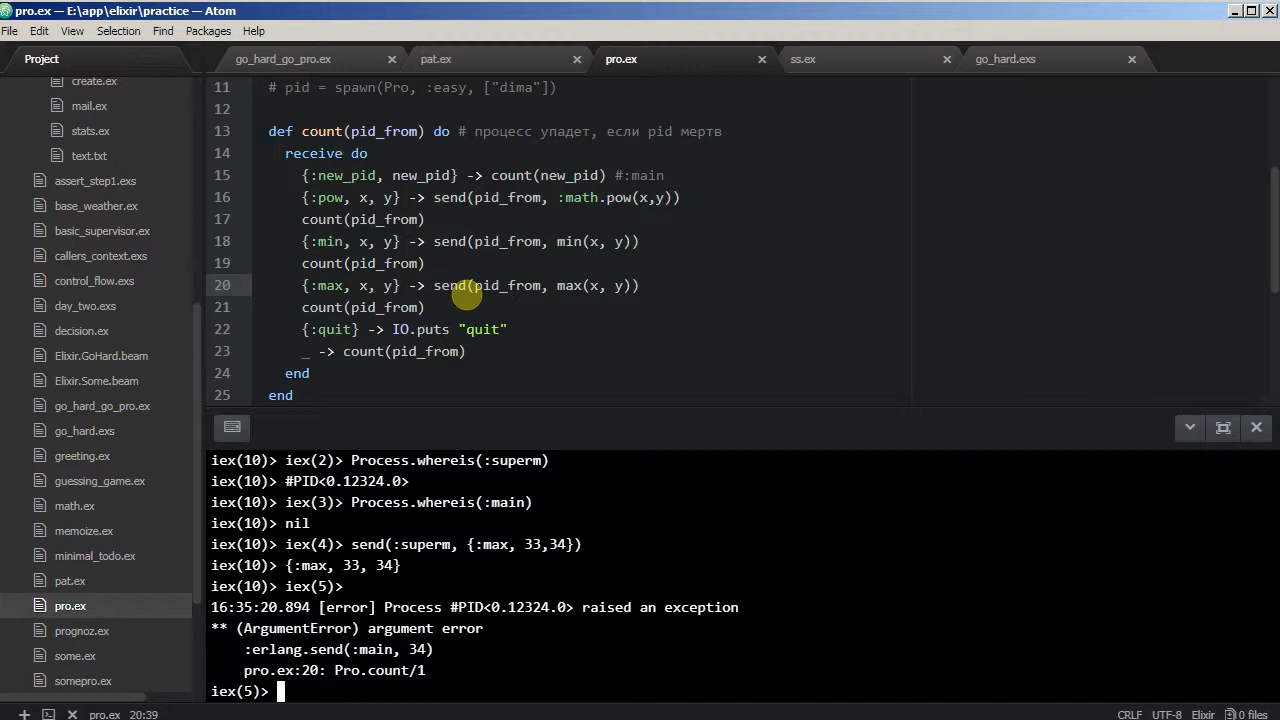 pro.ex — E:\app\elixir\practice — Atom
File Edit View Selection Find Packages Help
Project
go_hard_go_pro.ex × pat.ex × pro.ex × ss.ex × go_hard.exs ×
create.ex
mail.ex
stats.ex
text.txt
assert_step1.exs
base_weather.ex
basic_supervisor.ex
callers_context.exs
control_flow.exs
day_two.exs
decision.ex
Elixir.GoHard.beam
Elixir.Some.beam
go_hard_go_pro.ex
go_hard.exs
greeting.ex
guessing_game.ex
math.ex
memoize.ex
minimal_todo.ex
pat.ex
pro.ex
prognoz.ex
some.ex
somepro.ex
11 # pid = spawn(Pro, :easy, ["dima"])
12
13 def count(pid_from) do # процесс упадет, если pid мертв
14 receive do
15 {:new_pid, new_pid} -> count(new_pid) #:main
16 {:pow, x, y} -> send(pid_from, :math.pow(x,y))
17 count(pid_from)
18 {:min, x, y} -> send(pid_from, min(x, y))
19 count(pid_from)
20 {:max, x, y} -> send(pid_from, max(x, y))
21 count(pid_from)
22 {:quit} -> IO.puts "quit"
23 _ -> count(pid_from)
24 end
25 end
iex(10)> iex(2)> Process.whereis(:superm)
iex(10)> #PID<0.12324.0>
iex(10)> iex(3)> Process.whereis(:main)
iex(10)> nil
iex(10)> iex(4)> send(:superm, {:max, 33,34})
iex(10)> {:max, 33, 34}
iex(10)> iex(5)>
16:35:20.894 [error] Process #PID<0.12324.0> raised an exception
** (ArgumentError) argument error
:erlang.send(:main, 34)
pro.ex:20: Pro.count/1
iex(5)>
pro.ex 20:39 CRLF UTF-8 Elixir 0 files